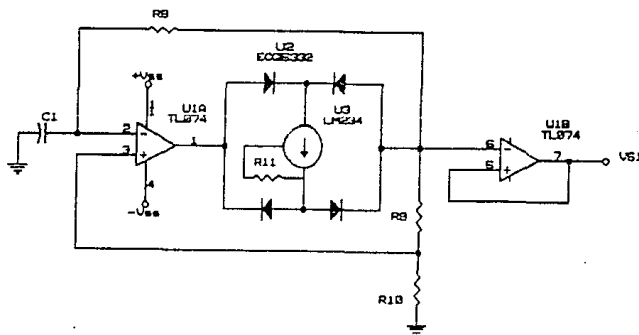 R8
U2
ECG5332
+Vss
C1
U1A
TL074
U3
LM234
U1B
TL074
2
3
1
4
R11
6
5
7
VS1
-Vss
R9
R10